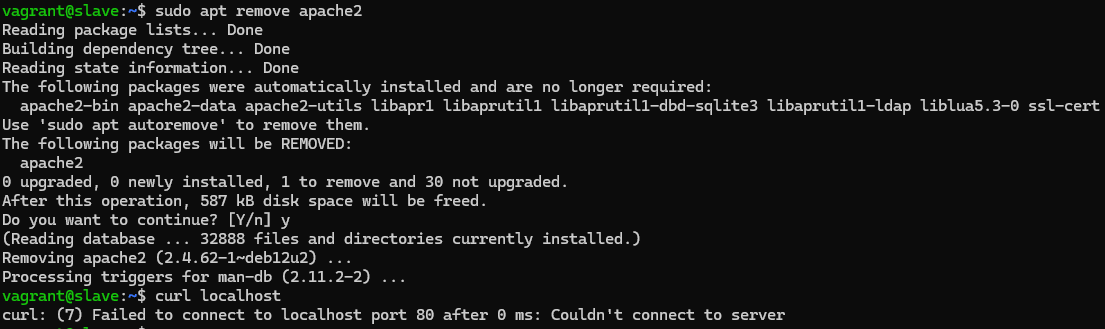 vagrant@slave:~$ sudo apt remove apache2
Reading package lists... Done
Building dependency tree... Done
Reading state information... Done
The following packages were automatically installed and are no longer required:
  apache2-bin apache2-data apache2-utils libapr1 libaprutil1 libaprutil1-dbd-sqlite3 libaprutil1-ldap liblua5.3-0 ssl-cert
Use 'sudo apt autoremove' to remove them.
The following packages will be REMOVED:
  apache2
0 upgraded, 0 newly installed, 1 to remove and 30 not upgraded.
After this operation, 587 kB disk space will be freed.
Do you want to continue? [Y/n] y
(Reading database ... 32888 files and directories currently installed.)
Removing apache2 (2.4.62-1~deb12u2) ...
Processing triggers for man-db (2.11.2-2) ...
vagrant@slave:~$ curl localhost
curl: (7) Failed to connect to localhost port 80 after 0 ms: Couldn't connect to server